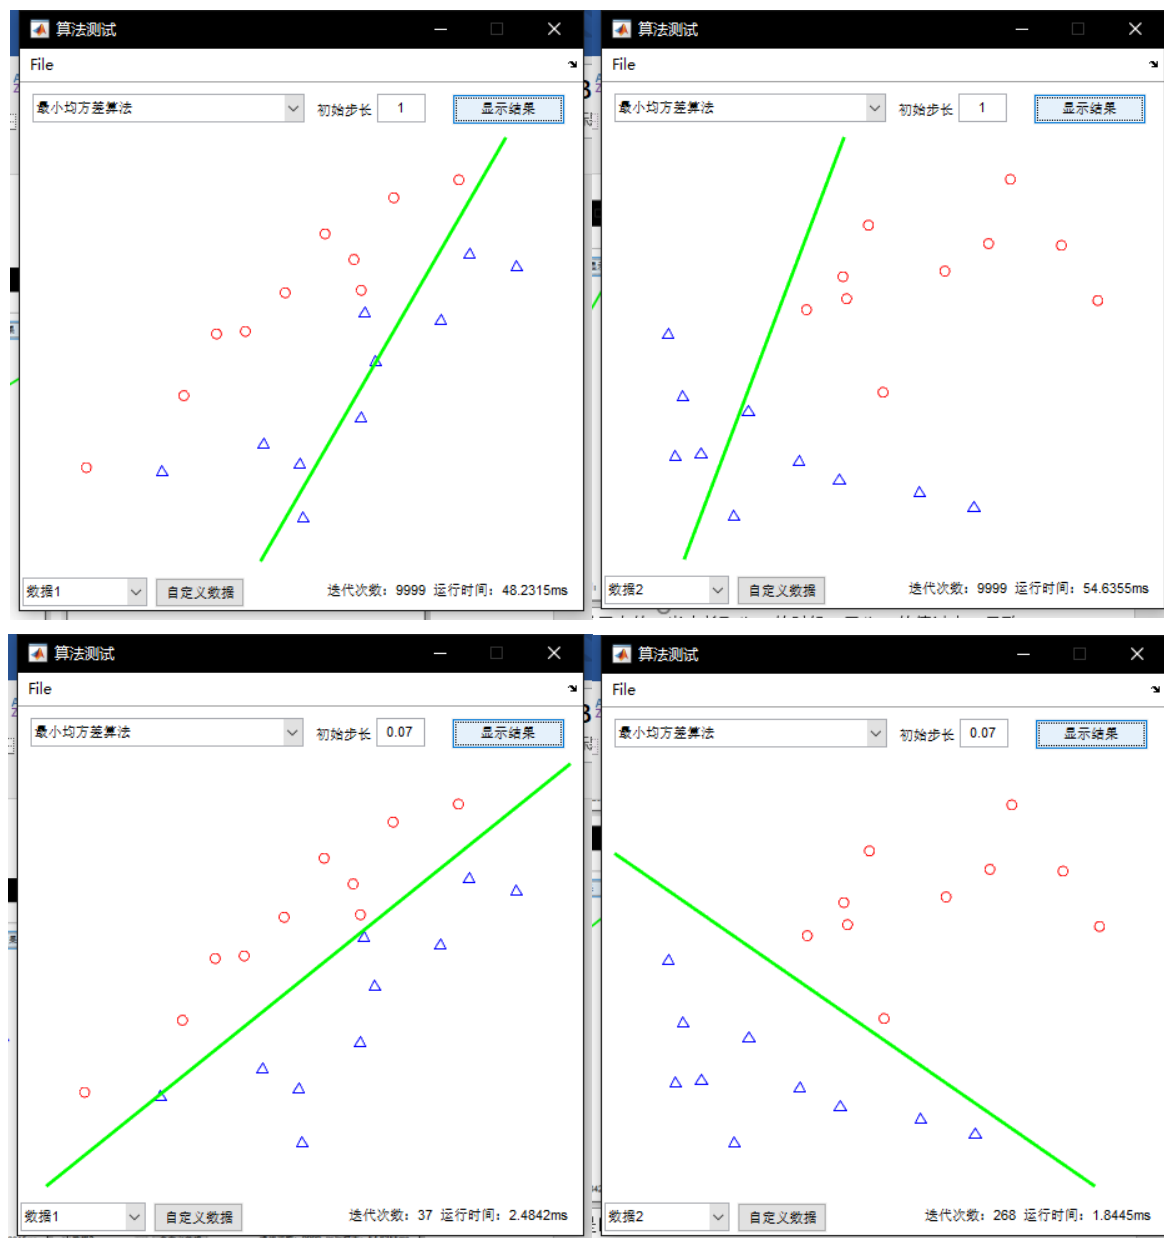 算法测试
File
最小均方差算法 初始步长 1 显示结果
数据1 自定义数据 迭代次数：9999 运行时间：48.2315ms
算法测试
File
最小均方差算法 初始步长 1 显示结果
数据2 自定义数据 迭代次数：9999 运行时间：54.6355ms
算法测试
File
最小均方差算法 初始步长 0.07 显示结果
数据1 自定义数据 迭代次数：37 运行时间：2.4842ms
算法测试
File
最小均方差算法 初始步长 0.07 显示结果
数据2 自定义数据 迭代次数：268 运行时间：1.8445ms